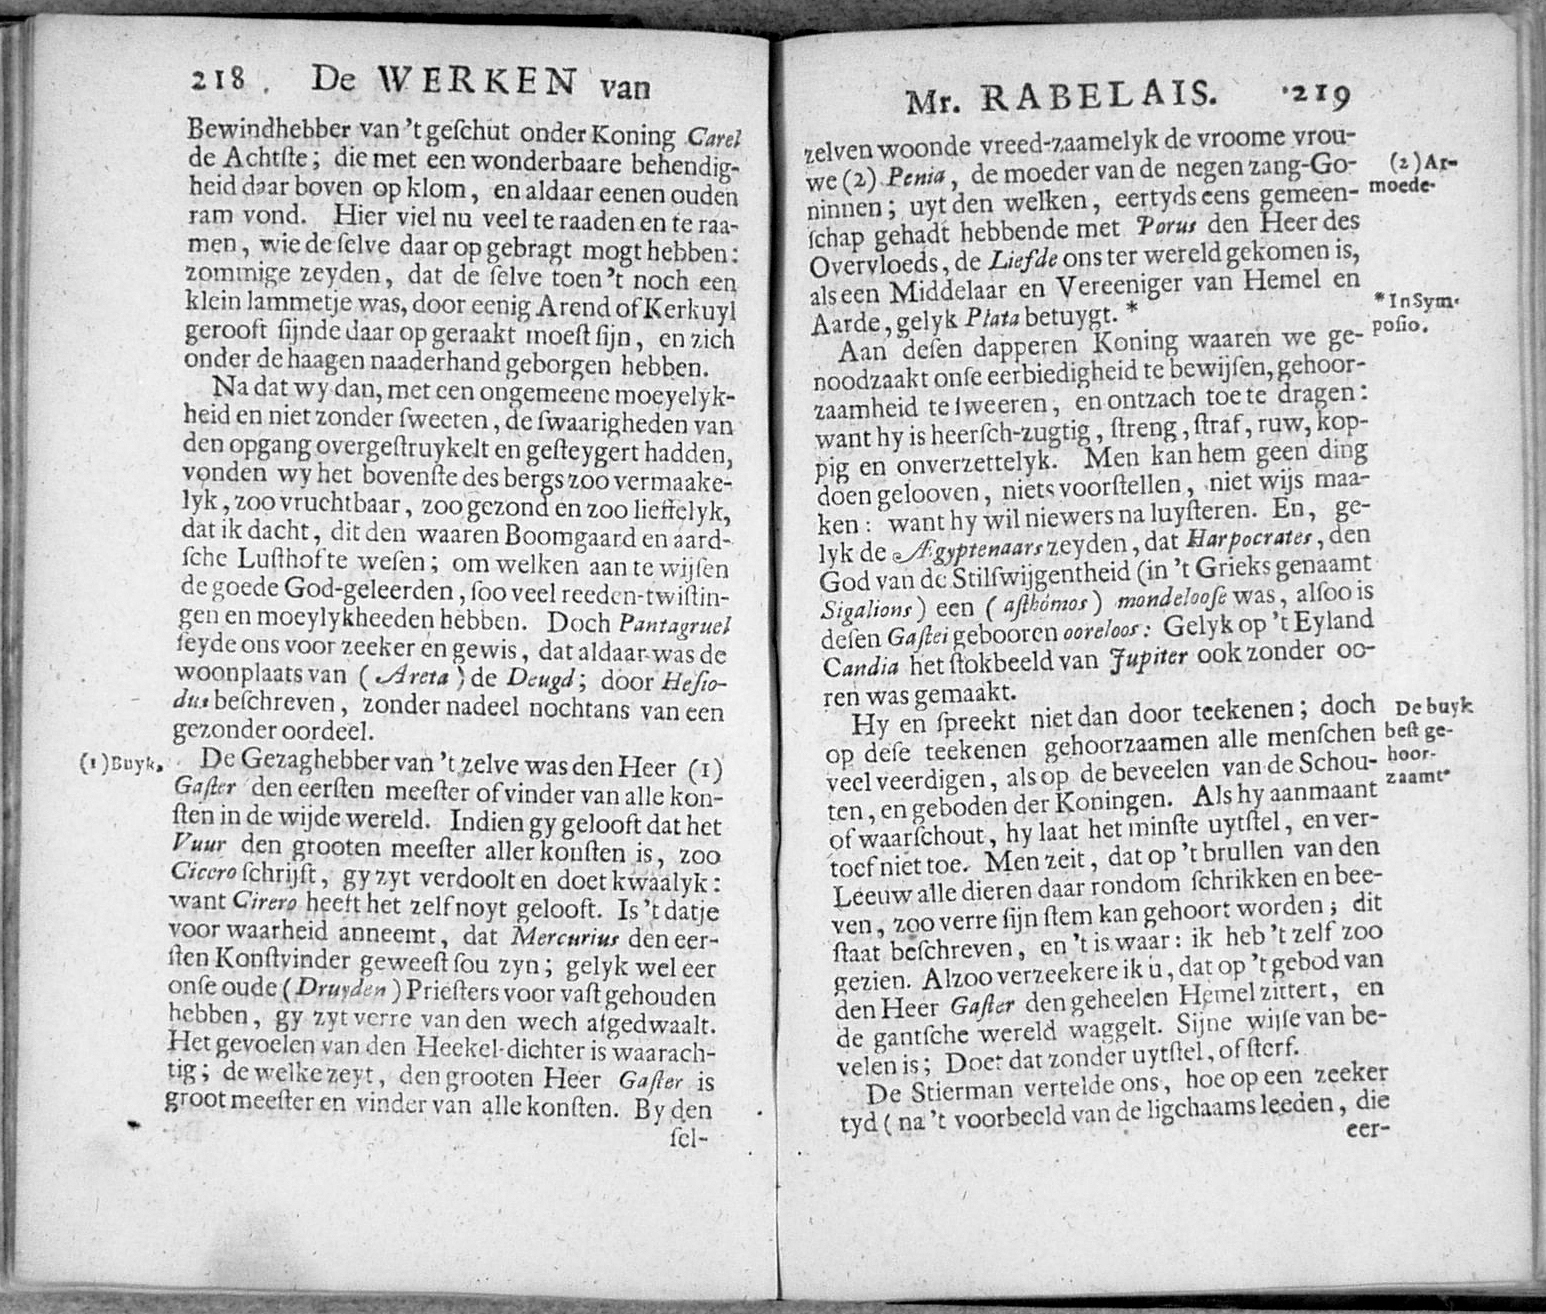 218. De WERKEN van
Bewindhebber van 't geſchut onder Koning Carel
de Achtſte; die met een wonderbaare behendig-
heid daar boven op klom, en aldaar eenen ouden
ram vond. Hier viel nu veel te raaden en te raa-
men, wie de ſelve daar op gebragt mogt hebben:
zommige zeyden, dat de ſelve toen 't noch een
klein lammetje was, door eenig Arend of Kerkuyl
gerooft ſijnde daar op geraakt moeſt ſijn, en zich
onder de haagen naaderhand geborgen hebben.
Na dat wy dan, met een ongemeene moeyelyk-
heid en niet zonder ſweeten, de ſwaarigheden van
den opgang overgeſtruykelt en geſteygert hadden,
vonden wy het bovenſte des bergs zoo vermaake-
lyk, zoo vruchtbaar, zoo gezond en zoo lieffelyk,
dat ik dacht, dit den waaren Boomgaard en aard-
ſche Luſthof te weſen; om welken aan te wijſen
de goede God-geleerden, ſoo veel reeden-twiſtin-
gen en moeylykheeden hebben. Doch Pantagruel
ſeyde ons voor zeeker en gewis, dat aldaar was de
woonplaats van (Areta) de Deugd; door Heſio-
dus beſchreven, zonder nadeel nochtans van een
gezonder oordeel.
(1) Buyk. De Gezaghebber van 't zelve was den Heer (1)
Gaſter den eerſten meeſter of vinder van alle kon-
ſten in de wijde wereld. Indien gy gelooft dat het
Vuur den grooten meeſter aller konſten is, zoo
Cicero ſchrijft, gy zyt verdoolt en doet kwaalyk:
want Cirero heeft het zelf noyt gelooft. Is 't dat je
voor waarheid anneemt, dat Mercurius den eer-
ſten Konſtvinder geweeſt ſou zyn; gelyk wel eer
onſe oude (Druyden) Prieſters voor vaſt gehouden
hebben, gy zyt verre van den wech afgedwaalt.
Het gevoelen van den Heekel-dichter is waarach-
tig; de welke zeyt, den grooten Heer Gaſter is
groot meeſter en vinder van alle konſten. By den
ſel-
Mr. RABELAIS. 219
zelven woonde vreed-zaamelyk de vroome vrou-
we (2) Penia, de moeder van de negen zang-Go-
ninnen; uyt den welken, eertyds eens gemeen-
ſchap gehadt hebbende met Porus den Heer des
Overvloeds, de Liefde ons ter wereld gekomen is,
als een Middelaar en Vereeniger van Hemel en
Aarde, gelyk Plata betuygt. *
(2) Ar-
moede.
* In Sym-
poſio.
Aan deſen dapperen Koning waaren we ge-
noodzaakt onſe eerbiedigheid te bewijſen, gehoor-
zaamheid te ſweeren, en ontzach toe te dragen:
want hy is heerſch-zugtig, ſtreng, ſtraf, ruw, kop-
pig en onverzettelyk. Men kan hem geen ding
doen gelooven, niets voorſtellen, niet wijs maa-
ken: want hy wil niewers na luyſteren. En, ge-
lyk de Ægyptenaars zeyden, dat Harpocrates, den
God van de Stilſwijgentheid (in 't Grieks genaamt
Sigalions) een (aſthomos) mondelooſe was, alſoo is
deſen Gaſtei gebooren ooreloos: Gelyk op 't Eyland
Candia het ſtokbeeld van Jupiter ook zonder oo-
ren was gemaakt.
Hy en ſpreekt niet dan door teekenen; doch
op deſe teekenen gehoorzaamen alle menſchen
veel veerdigen, als op de beveelen van de Schou-
ten, en geboden der Koningen. Als hy aanmaant
of waarſchout, hy laat het minſte uytſtel, en ver-
toef niet toe. Men zeit, dat op 't brullen van den
Leeuw alle dieren daar rondom ſchrikken en bee-
ven, zoo verre ſijn ſtem kan gehoort worden; dit
ſtaat beſchreven, en 't is waar: ik heb 't zelf zoo
gezien. Alzoo verzeekere ik u, dat op 't gebod van
den Heer Gaſter den geheelen Hemel zittert, en
de gantſche wereld waggelt. Sijne wijſe van be-
velen is; Doet dat zonder uytſtel, of ſterf.
De buyk
beſt ge-
hoor-
zaamt.
De Stierman vertelde ons, hoe op een zeeker
tyd (na 't voorbeeld van de ligchaams leeden, die
eer-